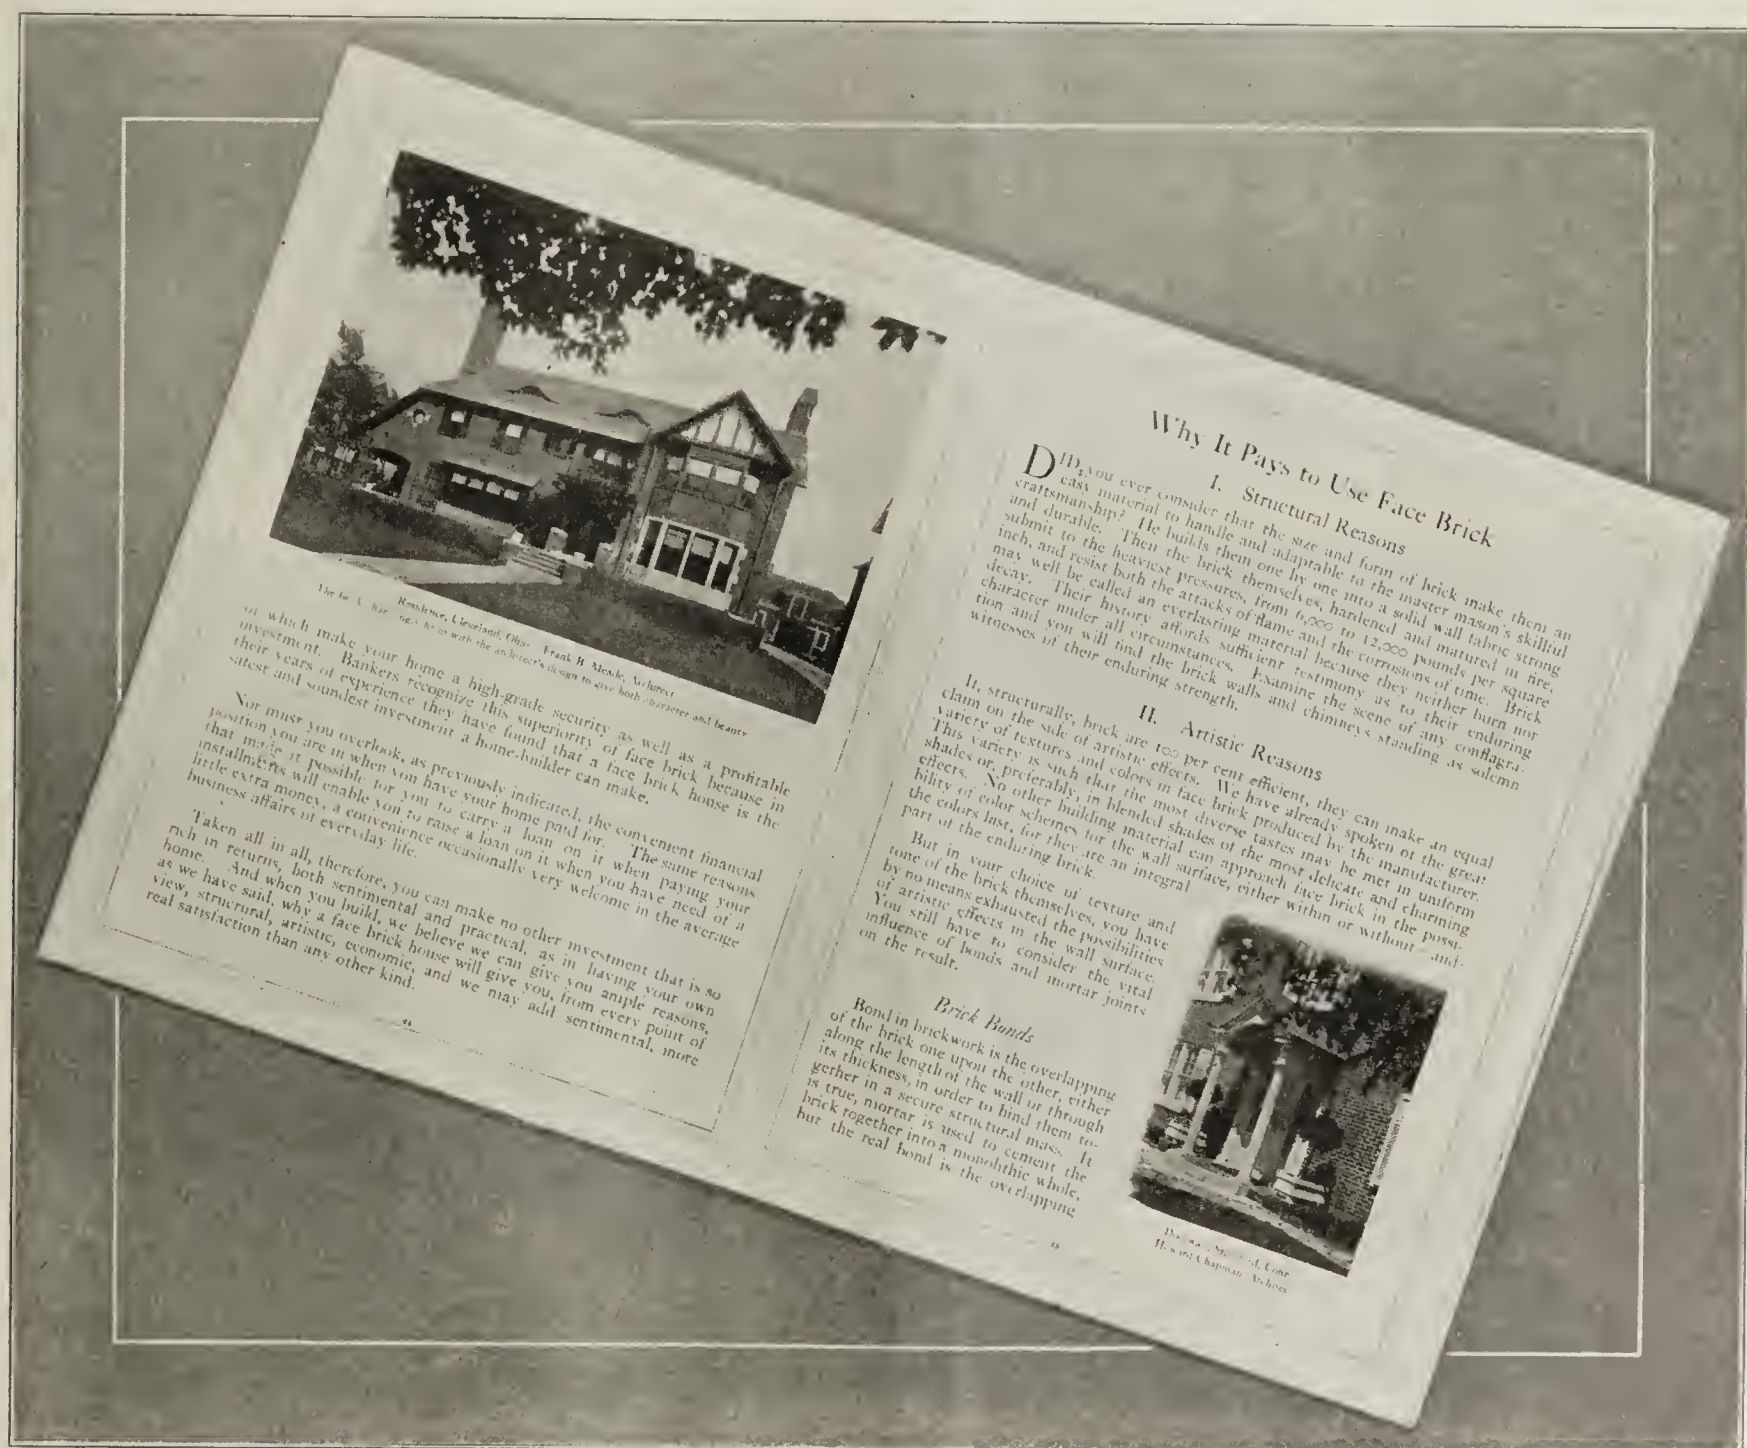 Residence, Cleveland, Ohio. Frank B. Meade, Architect
with the architect's design to give both character and beauty
of which make your home a high-grade security as well as a profitable
investment. Bankers recognize this superiority of face brick because in
their years of experience they have found that a face brick house is the
safest and soundest investment a home-builder can make.
Nor must you overlook, as previously indicated, the convenient financial
position you are in when you have your home paid for. The same reasons
that made it possible for you to carry a loan on it when paying your
installments will enable you to raise a loan on it when you have need of a
little extra money, a convenience occasionally very welcome in the average
business affairs of everyday life.
Taken all in all, therefore, you can make no other investment that is so
rich in returns, both sentimental and practical, as in having your own
home. And when you build, we believe we can give you ample reasons,
as we have said, why a face brick house will give you, from every point of
view, structural, artistic, economic, and we may add sentimental, more
real satisfaction than any other kind.
Why It Pays to Use Face Brick
I. Structural Reasons
DID you ever consider that the size and form of brick make them an
easy material to handle and adaptable to the master mason's skillful
craftsmanship? He builds them one by one into a solid wall fabric strong
and durable. Then the brick themselves, hardened and matured in fire,
submit to the heaviest pressures, from 6,000 to 12,000 pounds per square
inch, and resist both the attacks of flame and the corrosions of time. Brick
may well be called an everlasting material because they neither burn nor
decay. Their history affords sufficient testimony as to their enduring
character under all circumstances. Examine the scene of any conflagra-
tion and you will find the brick walls and chimneys standing as solemn
witnesses of their enduring strength.
II. Artistic Reasons
If, structurally, brick are 100 per cent efficient, they can make an equal
claim on the side of artistic effects. We have already spoken of the great
variety of textures and colors in face brick produced by the manufacturer.
This variety is such that the most diverse tastes may be met in uniform
shades or, preferably, in blended shades of the most delicate and charming
effects. No other building material can approach face brick in the possi-
bility of color schemes for the wall surface, either within or without—and
the colors last, for they are an integral
part of the enduring brick.
But in your choice of texture and
tone of the brick themselves, you have
by no means exhausted the possibilities
of artistic effects in the wall surface.
You still have to consider the vital
influence of bonds and mortar joints
on the result.
Brick Bonds
Bond in brickwork is the overlapping
of the brick one upon the other, either
along the length of the wall or through
its thickness, in order to bind them to-
gether in a secure structural mass. It
is true, mortar is used to cement the
brick together into a monolithic whole,
but the real bond is the overlapping
Conn.
Chapman, Architect